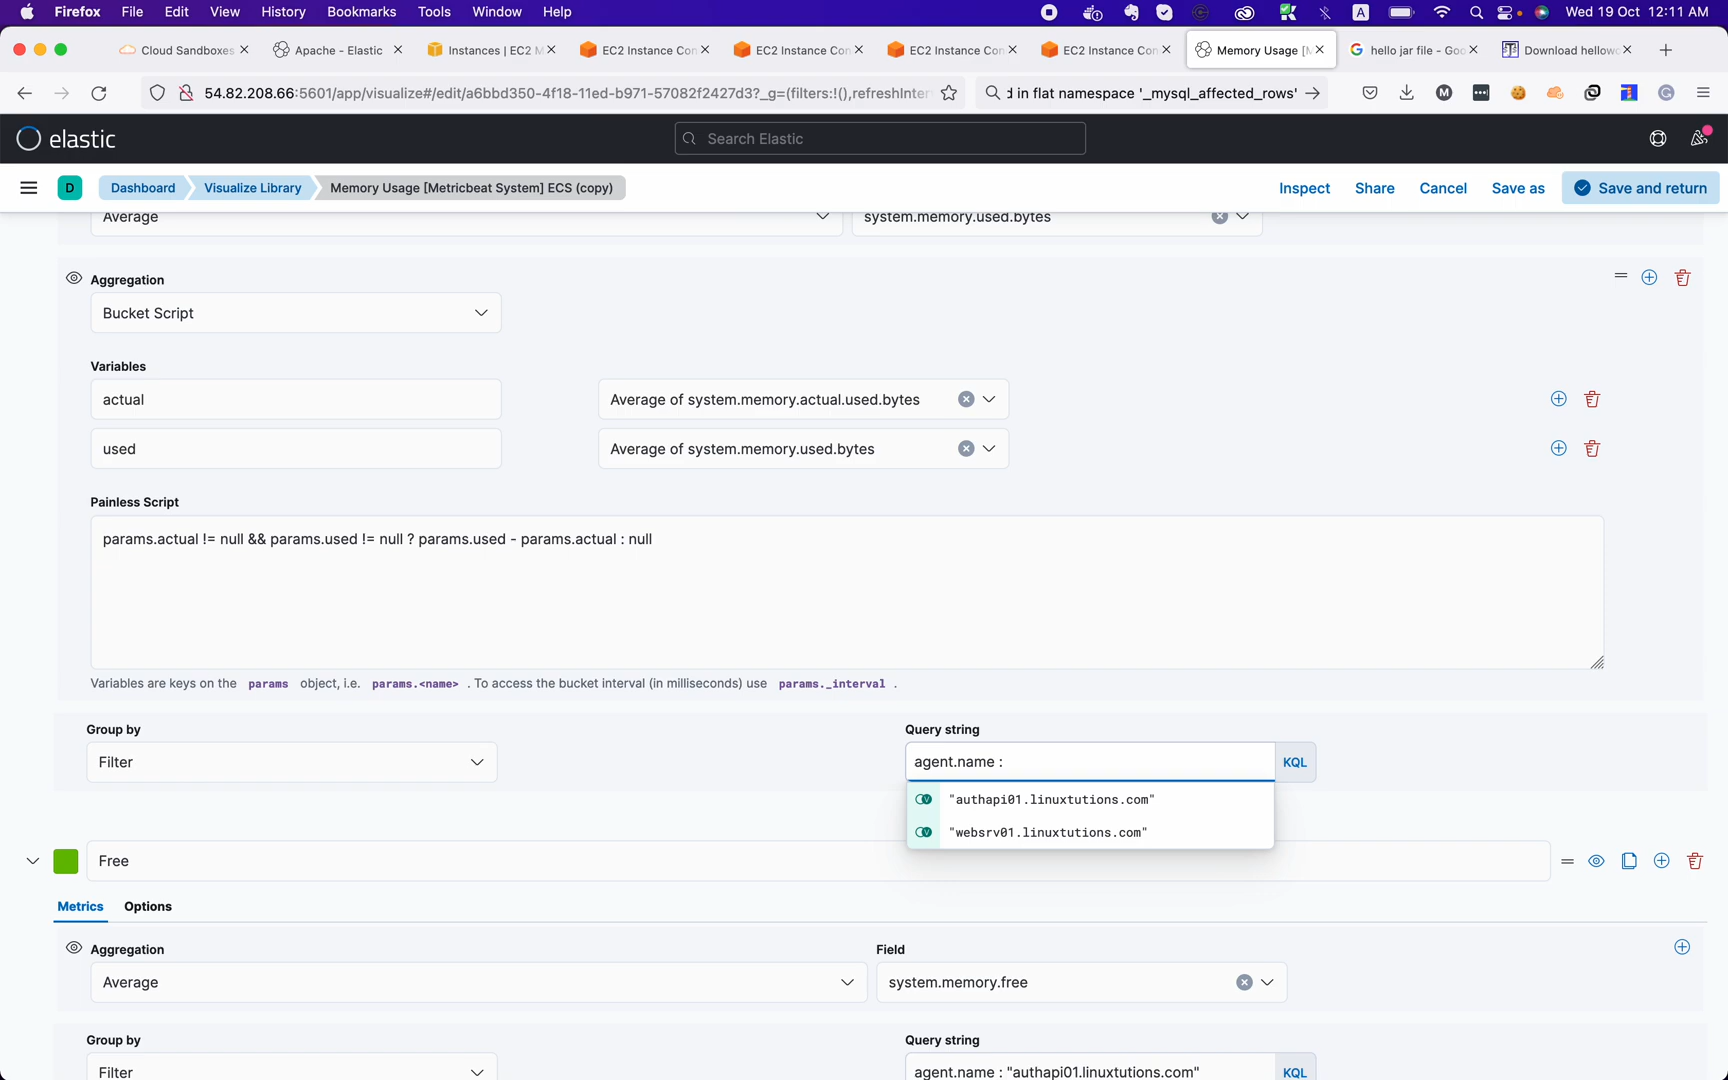 Firefox File Edit View History Bookmarks Tools Window Help A Wed 19 Oct 12:11 AM
Cloud Sandboxes Apache - Elastic Instances | EC2 M EC2 Instance Con EC2 Instance Con EC2 Instance Con EC2 Instance Con Memory Usage [M hello jar file - Goo Download hellowo
54.82.208.66:5601/app/visualize#/edit/a6bbd350-4f18-11ed-b971-57082f2427d3?_g=(filters:!(),refreshInter d in flat namespace '_mysql_affected_rows'
elastic Search Elastic
D Dashboard Visualize Library Memory Usage [Metricbeat System] ECS (copy) Inspect Share Cancel Save as Save and return
Average system.memory.used.bytes
Aggregation
Bucket Script
Variables
actual Average of system.memory.actual.used.bytes
used Average of system.memory.used.bytes
Painless Script
params.actual != null && params.used != null ? params.used - params.actual : null
Variables are keys on the params object, i.e. params.<name> . To access the bucket interval (in milliseconds) use params._interval .
Group by Query string
Filter agent.name : KQL
"authapi01.linuxtutions.com"
"websrv01.linuxtutions.com"
Free
Metrics Options
Aggregation Field
Average system.memory.free
Group by Query string
Filter agent.name : "authapi01.linuxtutions.com" KQL